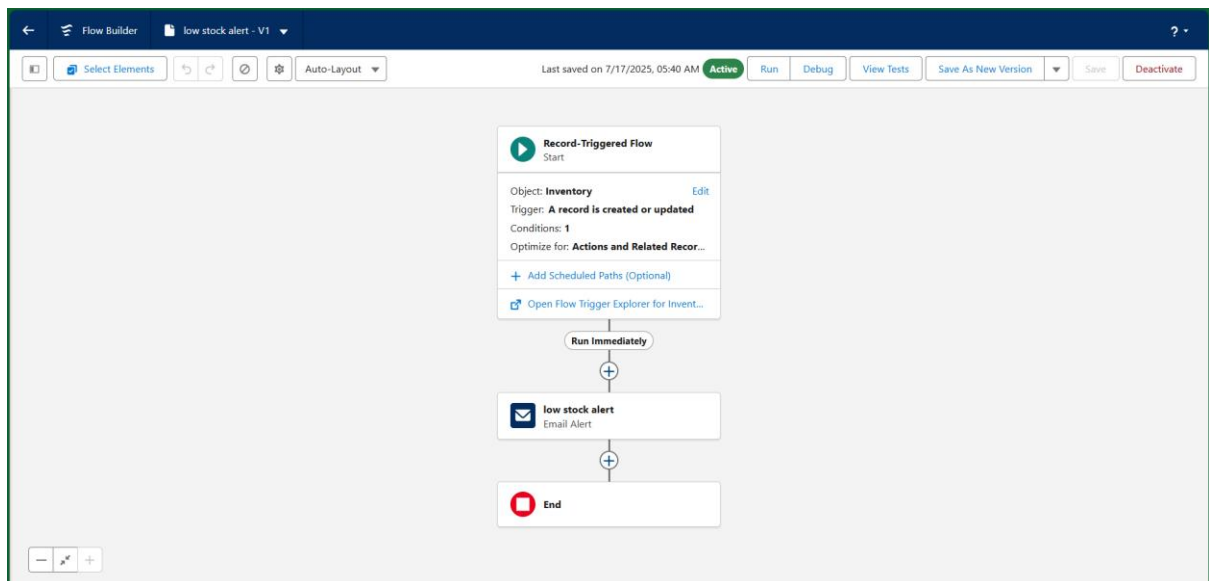 Flow Builder
low stock alert - V1
?
Select Elements
Auto-Layout
Last saved on 7/17/2025, 05:40 AM
Active
Run
Debug
View Tests
Save As New Version
Save
Deactivate
Record-Triggered Flow
Start
Object: Inventory
Edit
Trigger: A record is created or updated
Conditions: 1
Optimize for: Actions and Related Recor...
+ Add Scheduled Paths (Optional)
Open Flow Trigger Explorer for Invent...
Run Immediately
low stock alert
Email Alert
End